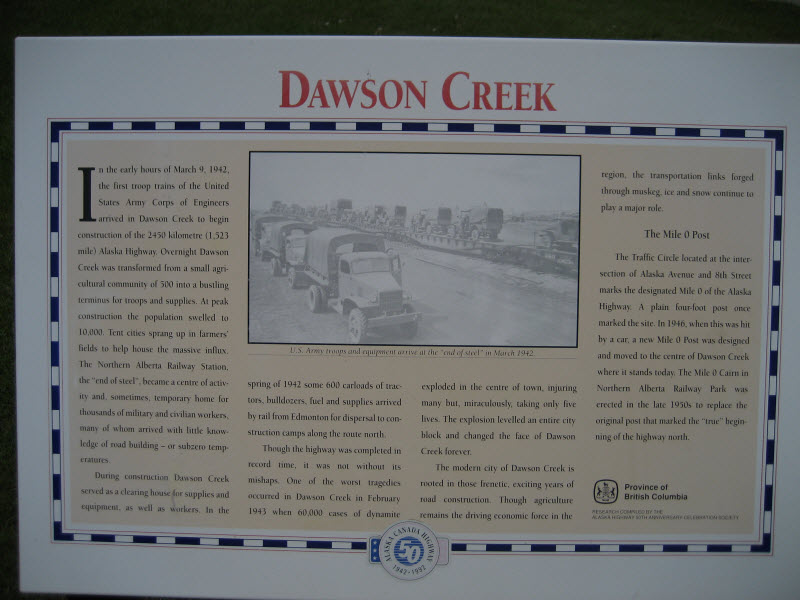 DAWSON CREEK
In the early hours of March 9, 1942,
the first troop trains of the United
States Army Corps of Engineers
arrived in Dawson Creek to begin
construction of the 2450 kilometre (1,523
mile) Alaska Highway. Overnight Dawson
Creek was transformed from a small agri-
cultural community of 500 into a bustling
terminus for troops and supplies. At peak
construction the population swelled to
10,000. Tent cities sprang up in farmers'
fields to help house the massive influx.
The Northern Alberta Railway Station,
the "end of steel", became a centre of activ-
ity and, sometimes, temporary home for
thousands of military and civilian workers,
many of whom arrived with little know-
ledge of road building – or subzero temp-
eratures.
During construction Dawson Creek
served as a clearing house for supplies and
equipment, as well as workers. In the
U.S. Army troops and equipment arrive at the "end of steel" in March 1942.
spring of 1942 some 600 carloads of trac-
tors, bulldozers, fuel and supplies arrived
by rail from Edmonton for dispersal to con-
struction camps along the route north.
Though the highway was completed in
record time, it was not without its
mishaps. One of the worst tragedies
occurred in Dawson Creek in February
1943 when 60,000 cases of dynamite
exploded in the centre of town, injuring
many but, miraculously, taking only five
lives. The explosion levelled an entire city
block and changed the face of Dawson
Creek forever.
The modern city of Dawson Creek is
rooted in those frenetic, exciting years of
road construction. Though agriculture
remains the driving economic force in the
region, the transportation links forged
through muskeg, ice and snow continue to
play a major role.
The Mile 0 Post
The Traffic Circle located at the inter-
section of Alaska Avenue and 8th Street
marks the designated Mile 0 of the Alaska
Highway. A plain four-foot post once
marked the site. In 1946, when this was hit
by a car, a new Mile 0 Post was designed
and moved to the centre of Dawson Creek
where it stands today. The Mile 0 Cairn in
Northern Alberta Railway Park was
erected in the late 1950s to replace the
original post that marked the "true" begin-
ning of the highway north.
Province of
British Columbia
RESEARCH COMPILED BY THE
ALASKA HIGHWAY 50TH ANNIVERSARY CELEBRATION SOCIETY
ALASKA CANADA HIGHWAY
50
1942-1992